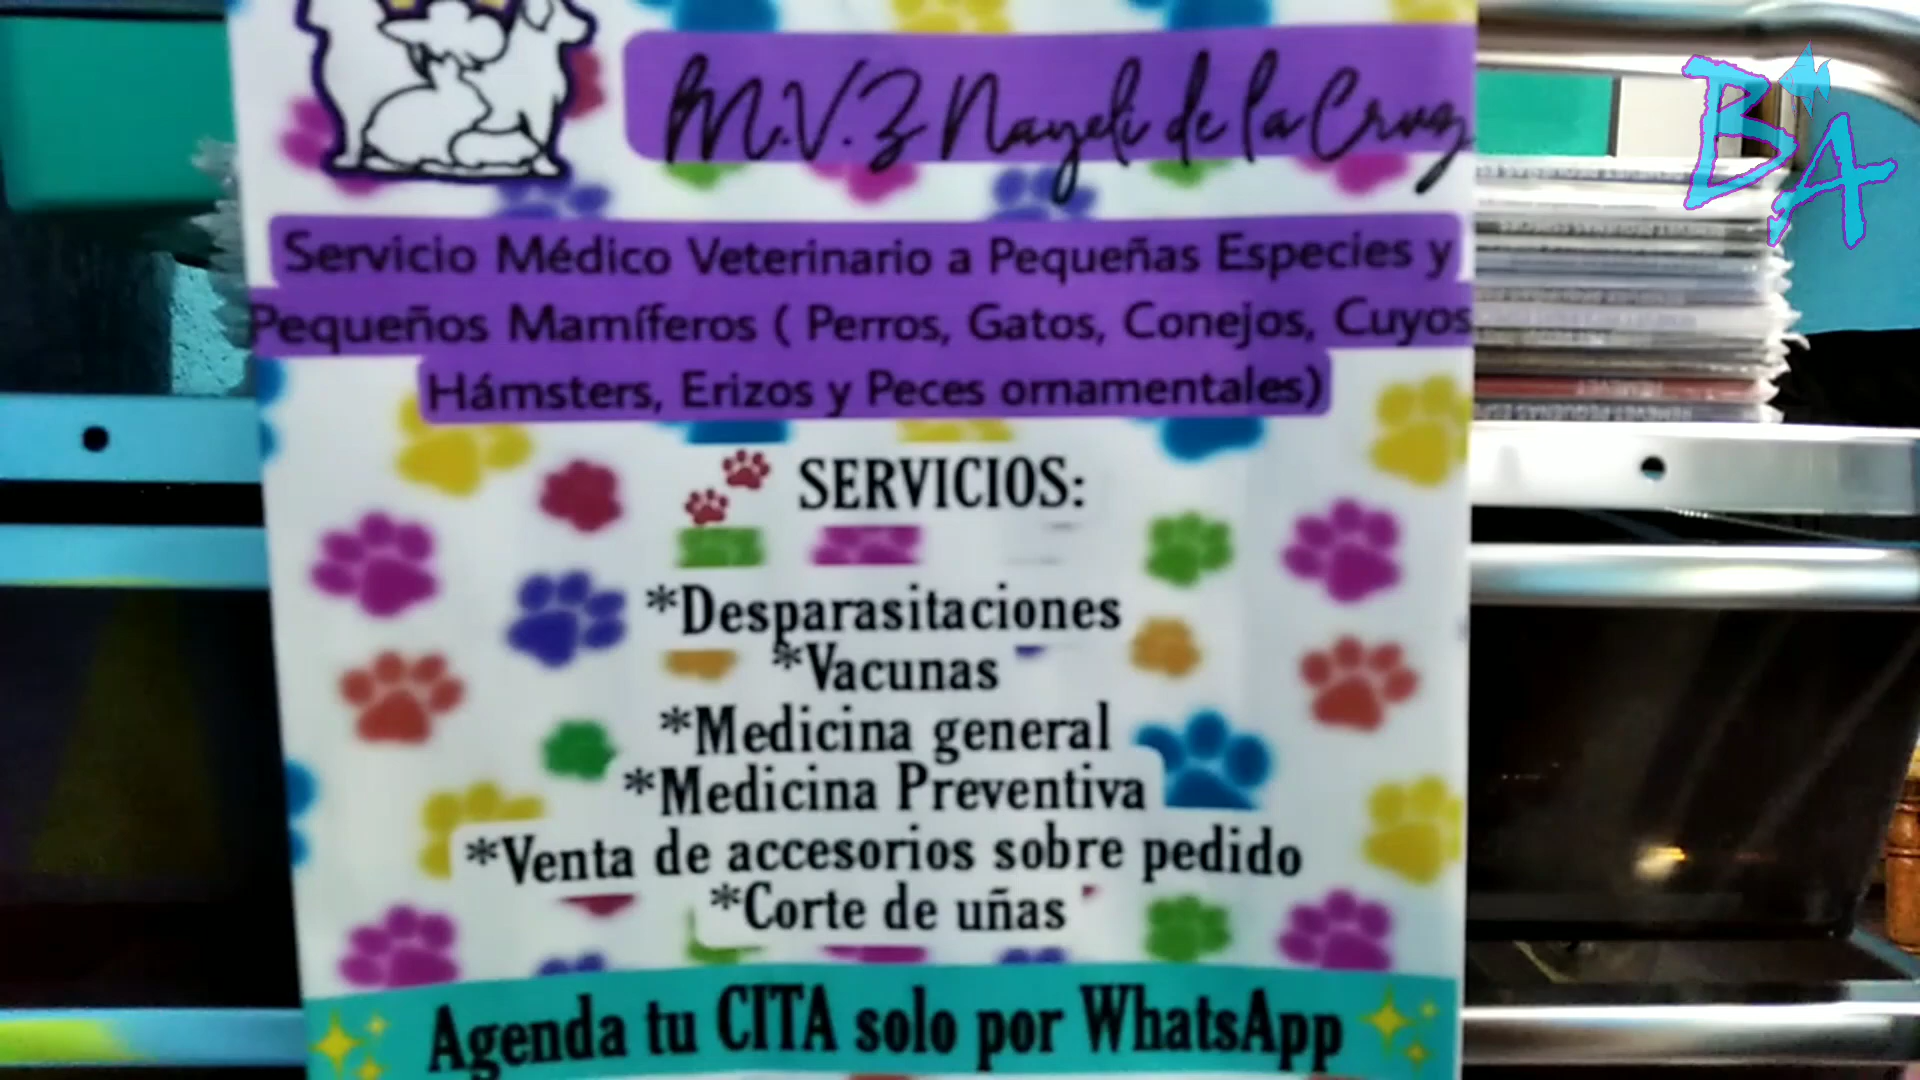 M.V.Z Nayeli de la Cruz
BA
Servicio Médico Veterinario a Pequeñas Especies y
Pequeños Mamíferos ( Perros, Gatos, Conejos, Cuyos
Hámsters, Erizos y Peces ornamentales)
SERVICIOS:
*Desparasitaciones
*Vacunas
*Medicina general
*Medicina Preventiva
*Venta de accesorios sobre pedido
*Corte de uñas
Agenda tu CITA solo por WhatsApp